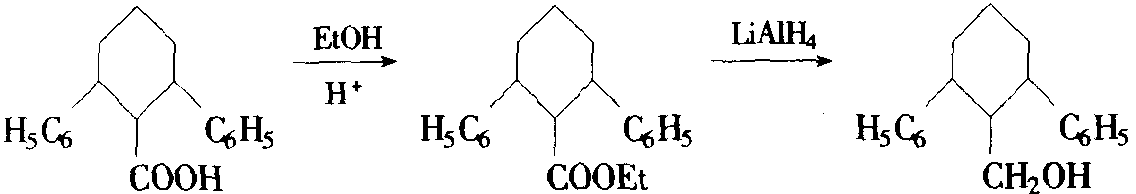 EtOH
H⁺
H₅C₆
C₆H₅
COOH
LiAlH₄
H₅C₆
C₆H₅
COOEt
H₅C₆
C₆H₅
CH₂OH